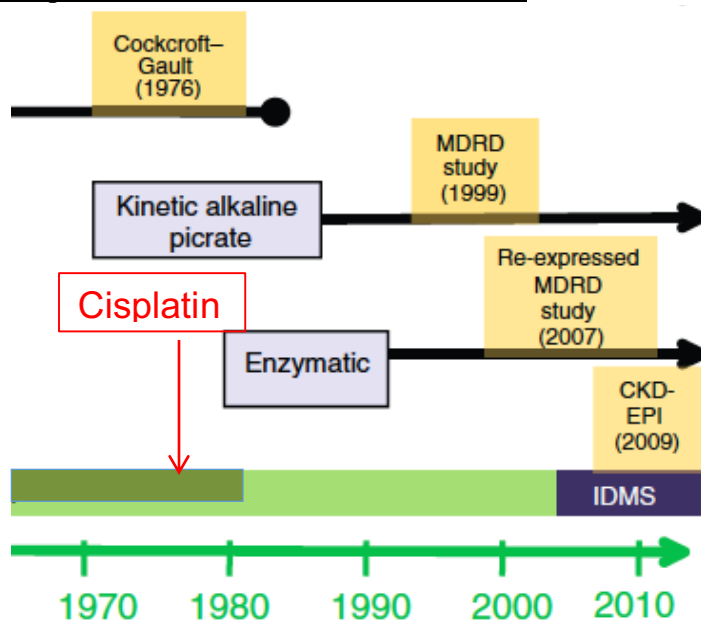 Cockcroft–
Gault
(1976)
MDRD
study
(1999)
Kinetic alkaline
picrate
Re-expressed
MDRD
study
(2007)
Cisplatin
Enzymatic
CKD-
EPI
(2009)
IDMS
1970 1980 1990 2000 2010